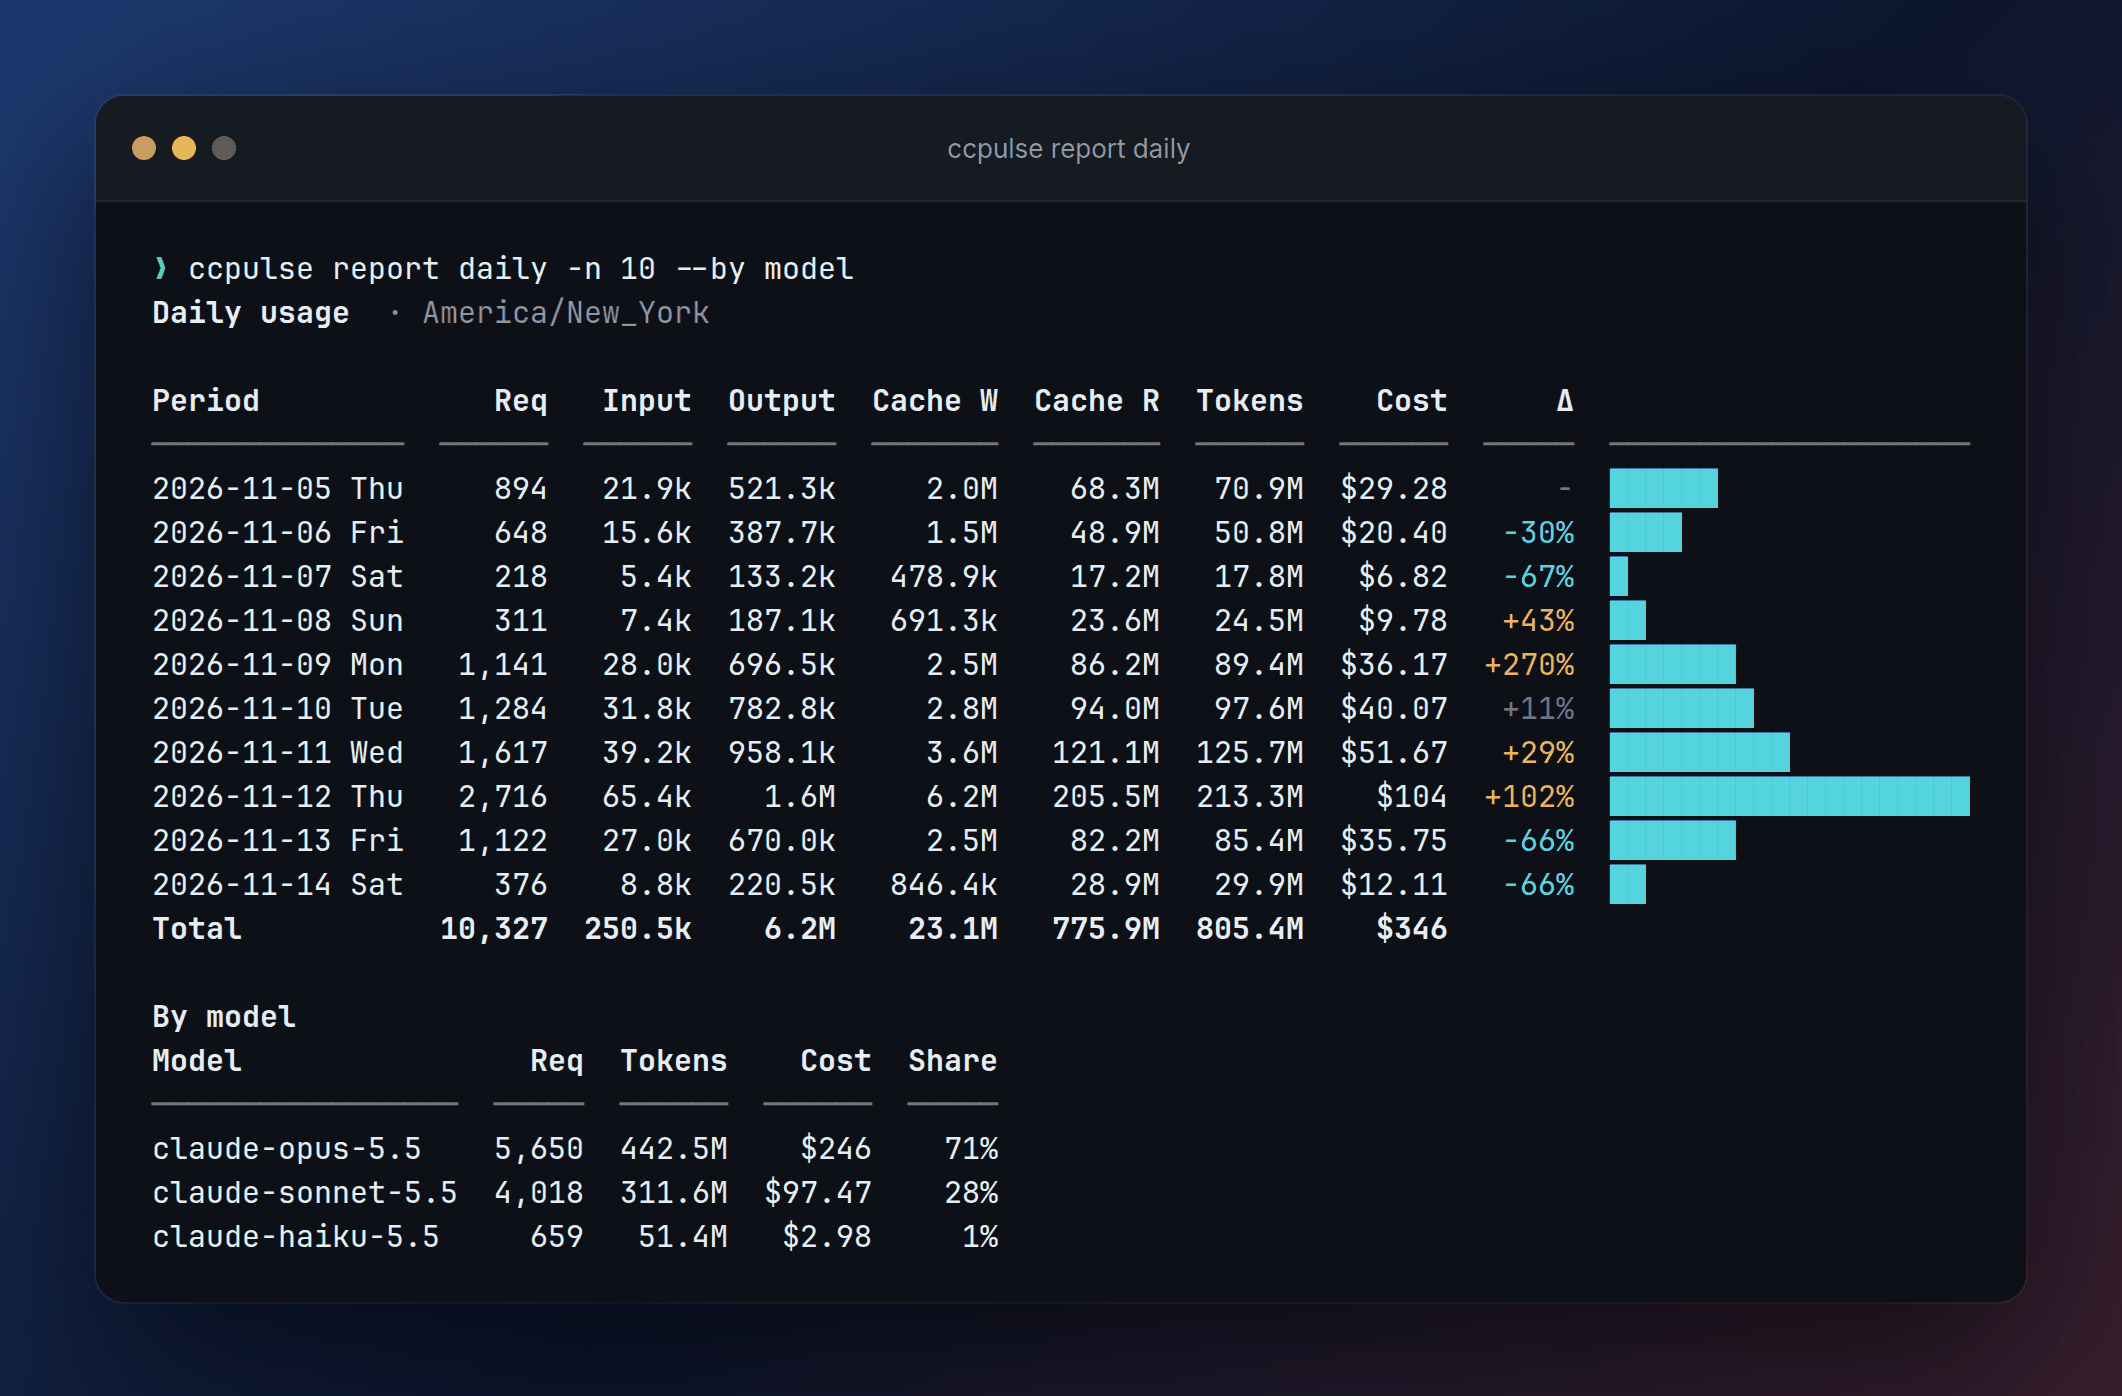 ccpulse report daily
❯ ccpulse report daily -n 10 --by model
Daily usage · America/New_York
Period Req Input Output Cache W Cache R Tokens Cost Δ
2026-11-05 Thu 894 21.9k 521.3k 2.0M 68.3M 70.9M $29.28 -
2026-11-06 Fri 648 15.6k 387.7k 1.5M 48.9M 50.8M $20.40 -30%
2026-11-07 Sat 218 5.4k 133.2k 478.9k 17.2M 17.8M $6.82 -67%
2026-11-08 Sun 311 7.4k 187.1k 691.3k 23.6M 24.5M $9.78 +43%
2026-11-09 Mon 1,141 28.0k 696.5k 2.5M 86.2M 89.4M $36.17 +270%
2026-11-10 Tue 1,284 31.8k 782.8k 2.8M 94.0M 97.6M $40.07 +11%
2026-11-11 Wed 1,617 39.2k 958.1k 3.6M 121.1M 125.7M $51.67 +29%
2026-11-12 Thu 2,716 65.4k 1.6M 6.2M 205.5M 213.3M $104 +102%
2026-11-13 Fri 1,122 27.0k 670.0k 2.5M 82.2M 85.4M $35.75 -66%
2026-11-14 Sat 376 8.8k 220.5k 846.4k 28.9M 29.9M $12.11 -66%
Total 10,327 250.5k 6.2M 23.1M 775.9M 805.4M $346
By model
Model Req Tokens Cost Share
claude-opus-5.5 5,650 442.5M $246 71%
claude-sonnet-5.5 4,018 311.6M $97.47 28%
claude-haiku-5.5 659 51.4M $2.98 1%